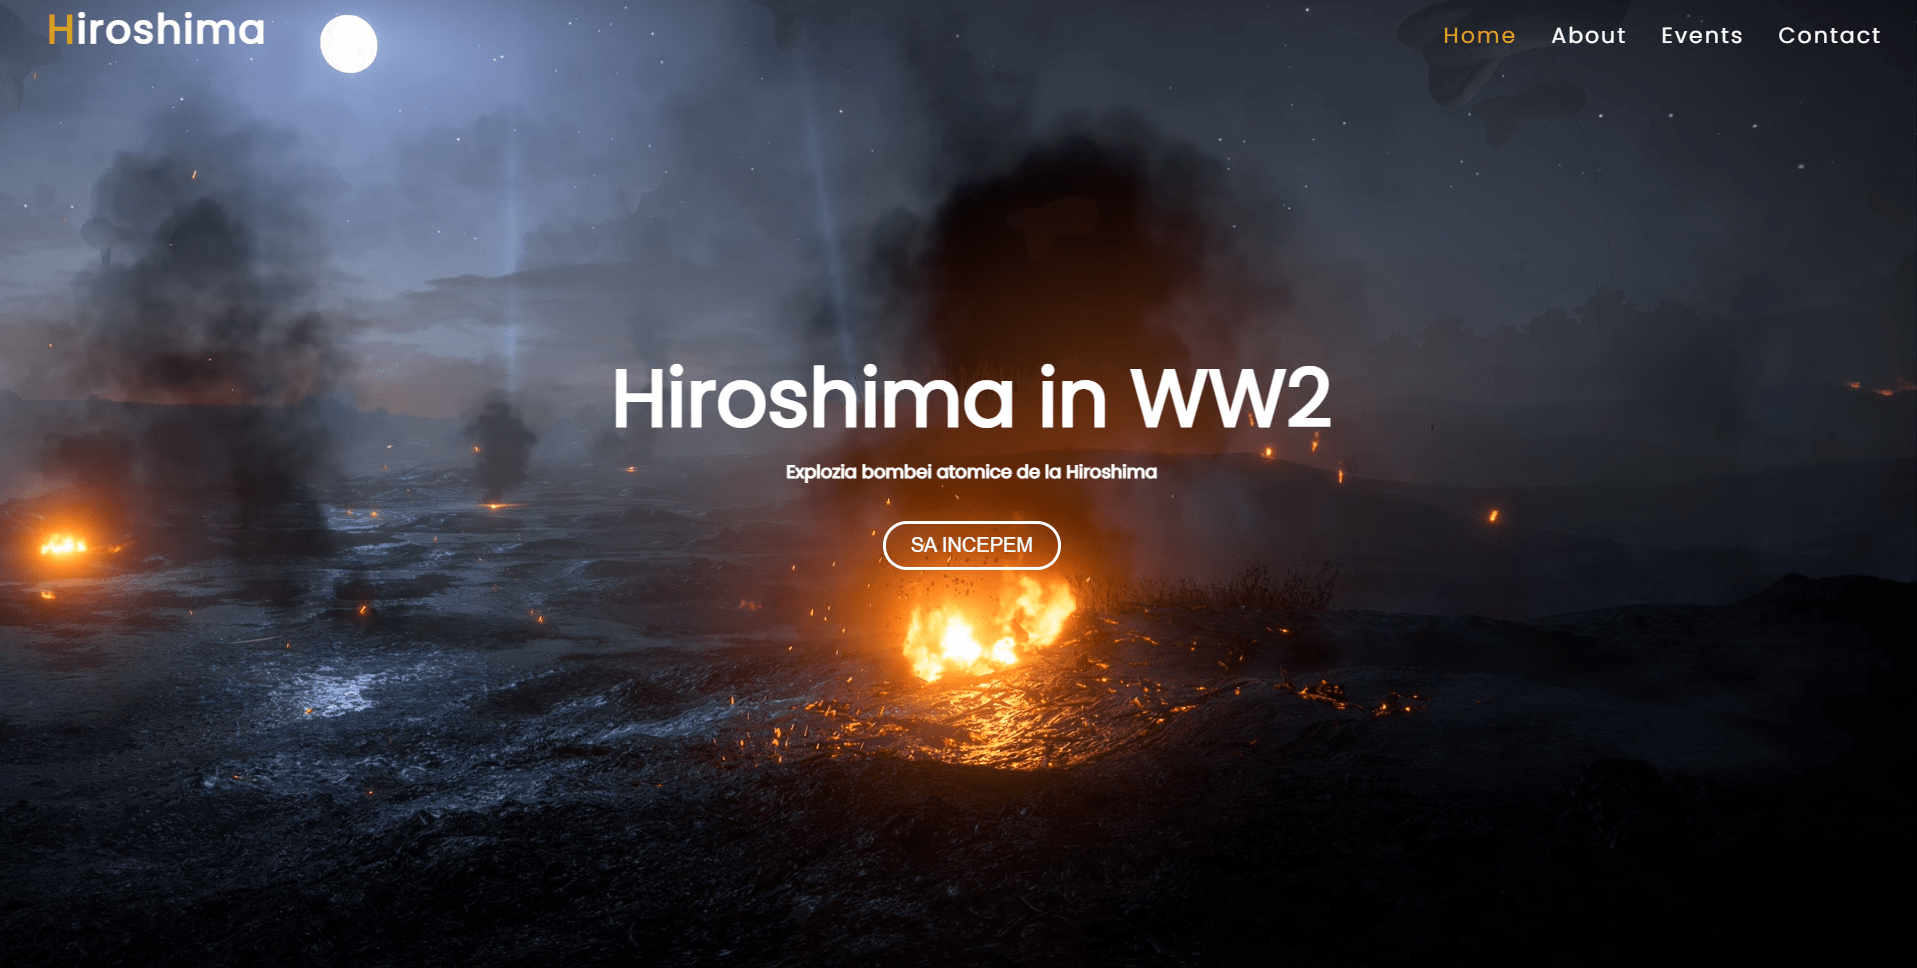 Hiroshima
Home About Events Contact
Hiroshima in WW2
Explozia bombei atomice de la Hiroshima
SA INCEPEM